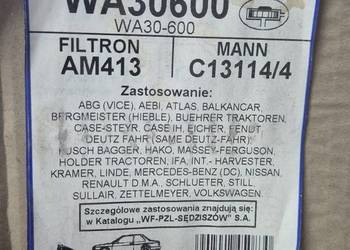 WA30600
WA30-600
FILTRON
MANN
AM413
C13114/4
Zastosowanie:
ABG (VICE), AEBI, ATLAS, BALKANCAR,
BERGMEISTER (HIEBLE), BUEHRER TRAKTOREN,
CASE-STEYR, CASE IH, EICHER, FENDT,
DEUTZ FAHR (SAME DEUTZ-FAHR),
BUSCH BAGGER, HAKO, MASSEY-FERGUSON,
HOLDER TRACTOREN, IFA, INT.- HARVESTER,
KRAMER, LINDE, MERCEDES-BENZ (DC), NISSAN,
RENAULT D M.A., SCHLUETER, STILL,
SULLAIR, ZETTELMEYER, VOLKSWAGEN.
Szczegółowe zastosowania znajdują się
w Katalogu „WF-PZL-SĘDZISZÓW” S.A.